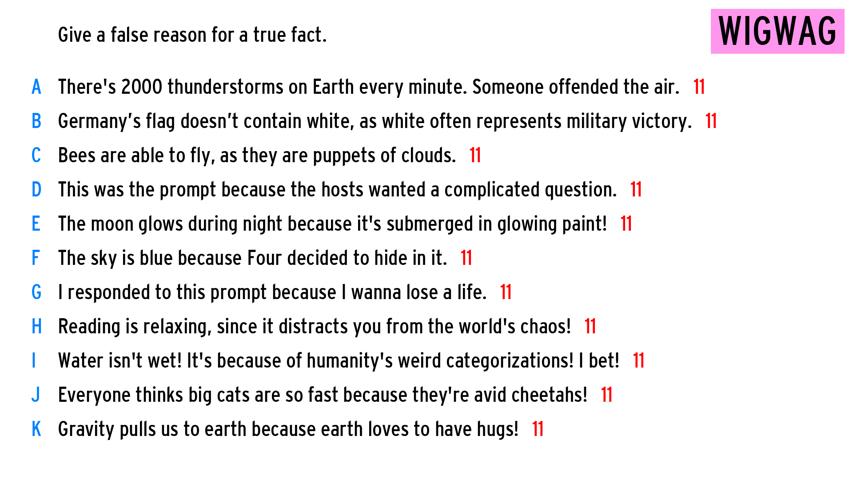 Give a false reason for a true fact.
WIGWAG
A There's 2000 thunderstorms on Earth every minute. Someone offended the air. 11
B Germany’s flag doesn’t contain white, as white often represents military victory. 11
C Bees are able to fly, as they are puppets of clouds. 11
D This was the prompt because the hosts wanted a complicated question. 11
E The moon glows during night because it's submerged in glowing paint! 11
F The sky is blue because Four decided to hide in it. 11
G I responded to this prompt because I wanna lose a life. 11
H Reading is relaxing, since it distracts you from the world's chaos! 11
I Water isn't wet! It's because of humanity's weird categorizations! I bet! 11
J Everyone thinks big cats are so fast because they're avid cheetahs! 11
K Gravity pulls us to earth because earth loves to have hugs! 11